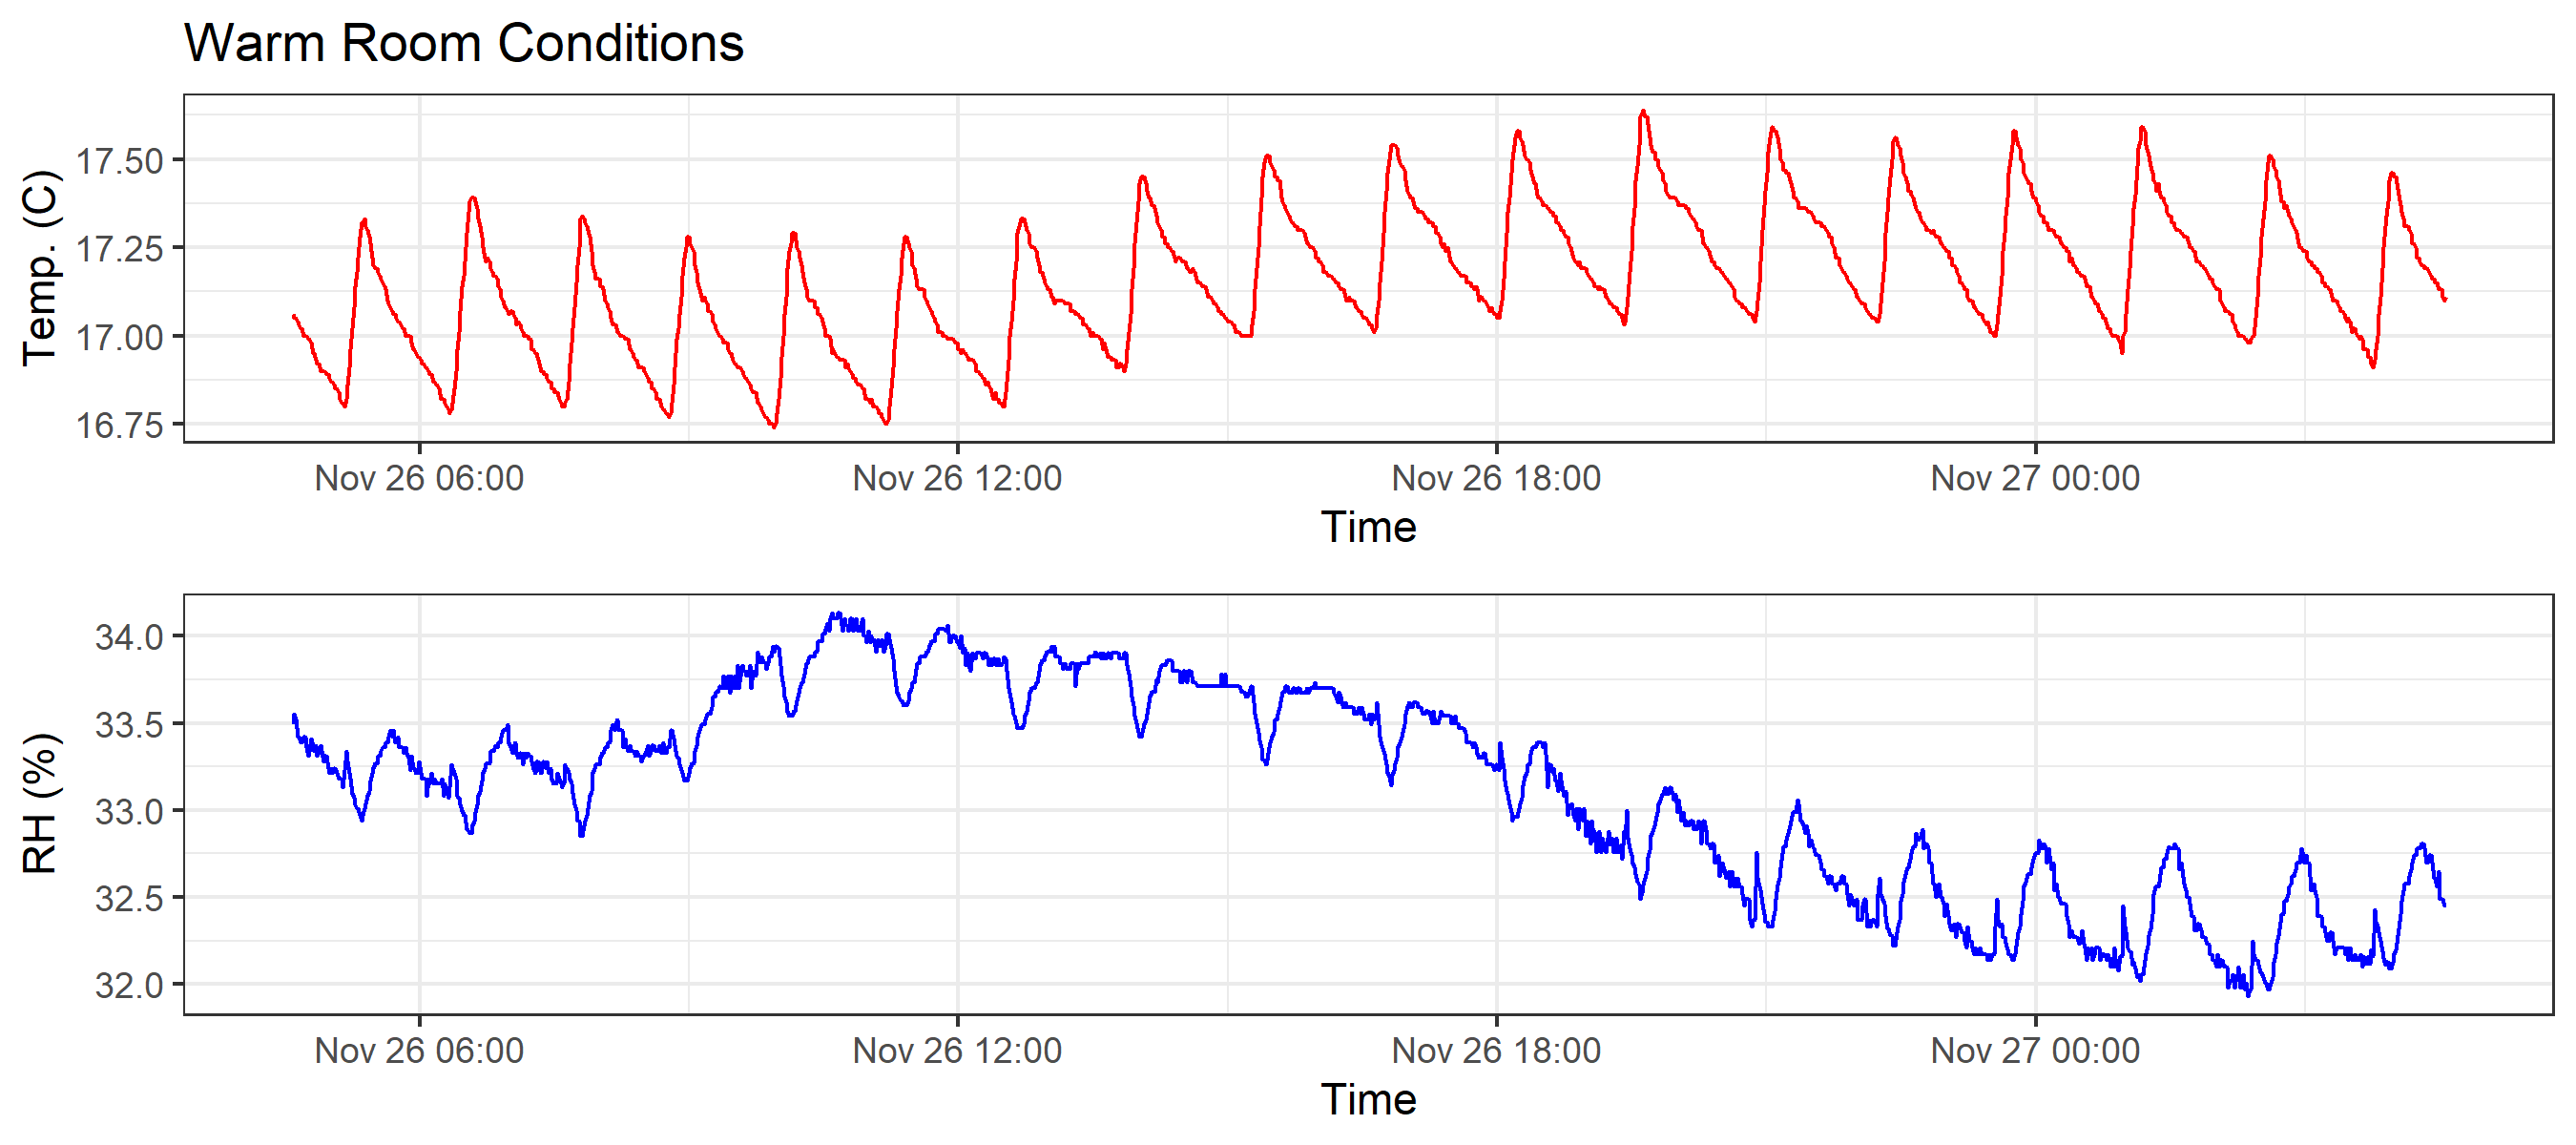 Warm Room Conditions
Temp. (C)
17.50
17.25
17.00
16.75
Nov 26 06:00 Nov 26 12:00 Nov 26 18:00 Nov 27 00:00
Time
RH (%)
34.0
33.5
33.0
32.5
32.0
Nov 26 06:00 Nov 26 12:00 Nov 26 18:00 Nov 27 00:00
Time